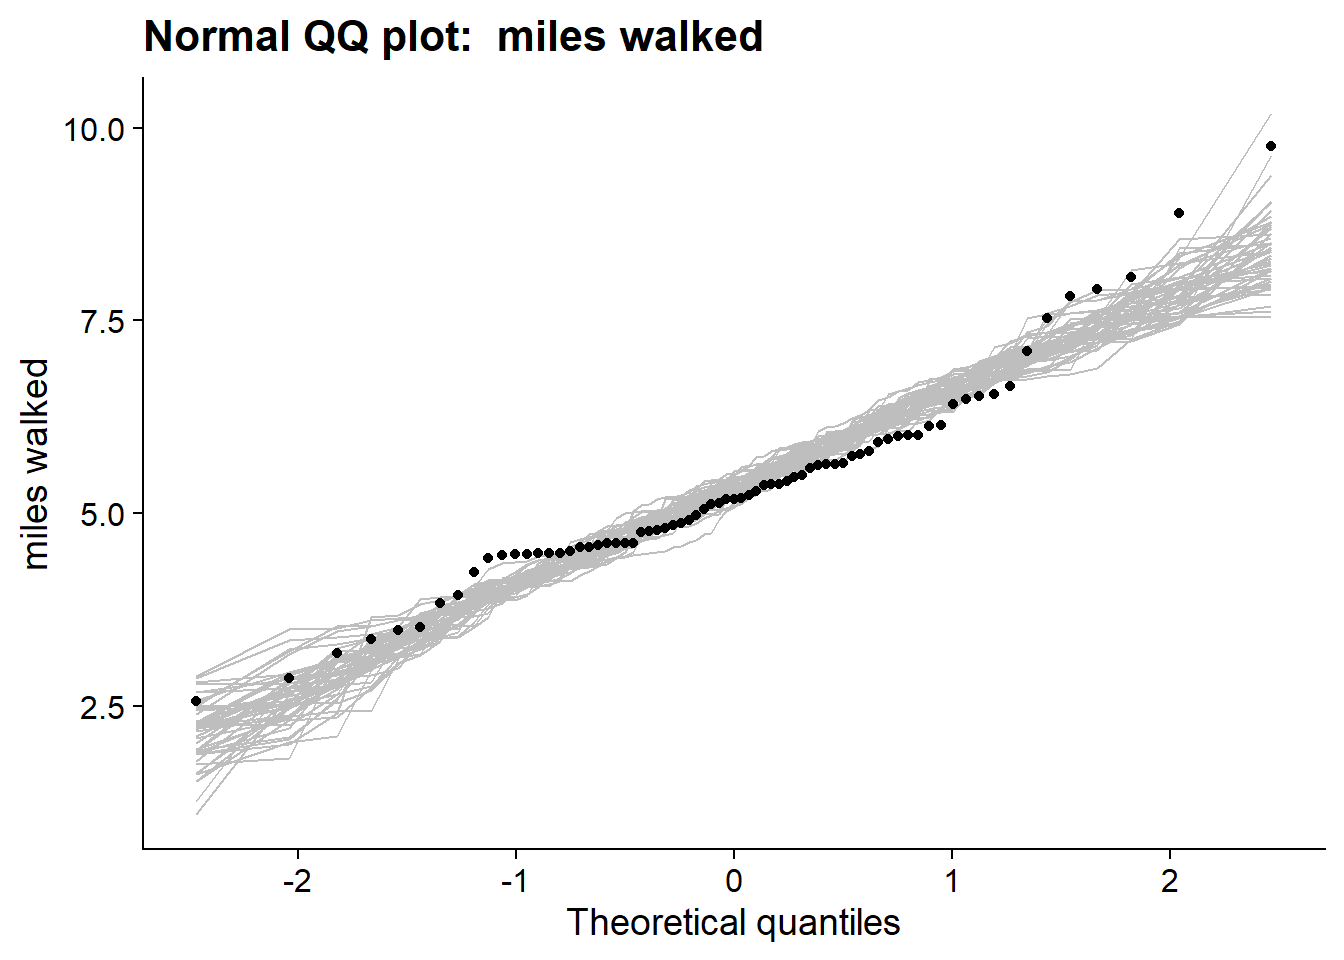 Normal QQ plot:  miles walked
10.0
7.5
5.0
2.5
miles walked
-2 -1 0 1 2
Theoretical quantiles